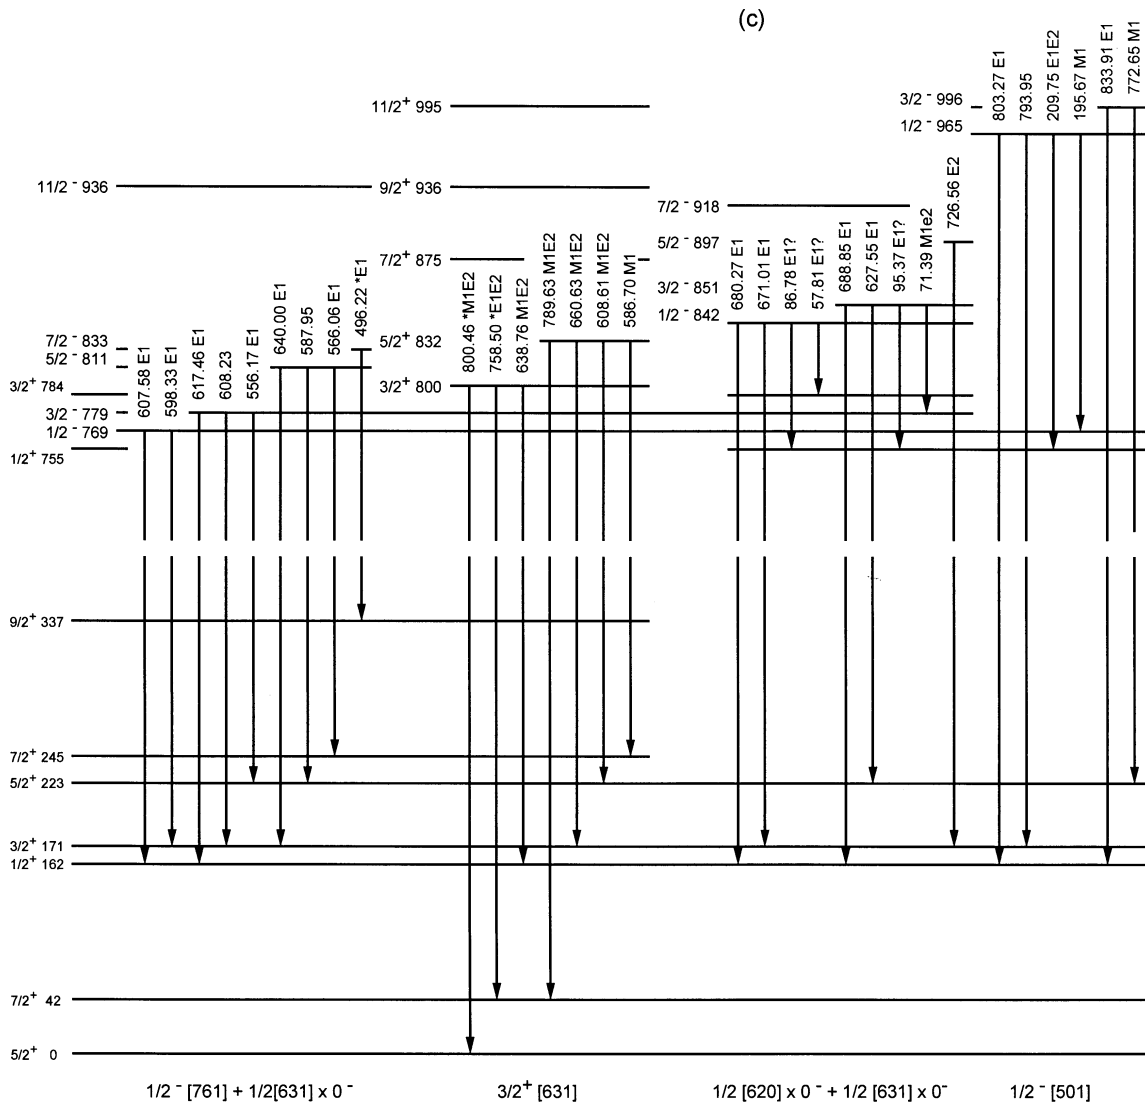 (c)
11/2⁺ 995
3/2⁻ 996
1/2⁻ 965
803.27 E1
793.95
209.75 E1E2
195.67 M1
833.91 E1
772.65 M1
11/2⁻ 936
9/2⁺ 936
7/2⁻ 918
5/2⁻ 897
726.56 E2
7/2⁺ 875
3/2⁻ 851
1/2⁻ 842
680.27 E1
671.01 E1
86.78 E1?
57.81 E1?
688.85 E1
627.55 E1
95.37 E1?
71.39 M1e2
5/2⁺ 832
3/2⁺ 800
800.46 *M1E2
758.50 *E1E2
638.76 M1E2
789.63 M1E2
660.63 M1E2
608.61 M1E2
586.70 M1
7/2⁻ 833
5/2⁻ 811
3/2⁺ 784
3/2⁻ 779
1/2⁻ 769
1/2⁺ 755
607.58 E1
598.33 E1
617.46 E1
608.23
556.17 E1
640.00 E1
587.95
566.06 E1
496.22 *E1
9/2⁺ 337
7/2⁺ 245
5/2⁺ 223
3/2⁺ 171
1/2⁺ 162
7/2⁺ 42
5/2⁺ 0
1/2⁻ [761] + 1/2[631] x 0⁻
3/2⁺ [631]
1/2 [620] x 0⁻ + 1/2 [631] x 0⁻
1/2⁻ [501]